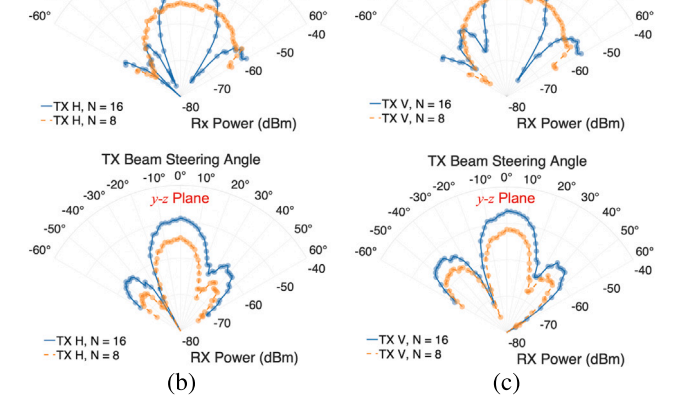 -60° 60° -60° 60°
-40 -40
-50 -50
-60 -60
-70 -70
-80 -80
TX H, N = 16 TX V, N = 16
TX H, N = 8 TX V, N = 8
Rx Power (dBm) RX Power (dBm)
TX Beam Steering Angle TX Beam Steering Angle
-10° 0° 10° -10° 0° 10°
-20° 20° -20° 20°
-30° 30° -30° 30°
y-z Plane y-z Plane
-40° 40° -40° 40°
-50° 50° -50° 50°
-60° 60° -60° 60°
-40 -40
-50 -50
-60 -60
-70 -70
-80 -80
TX H, N = 16 TX V, N = 16
TX H, N = 8 TX V, N = 8
RX Power (dBm) RX Power (dBm)
(b) (c)